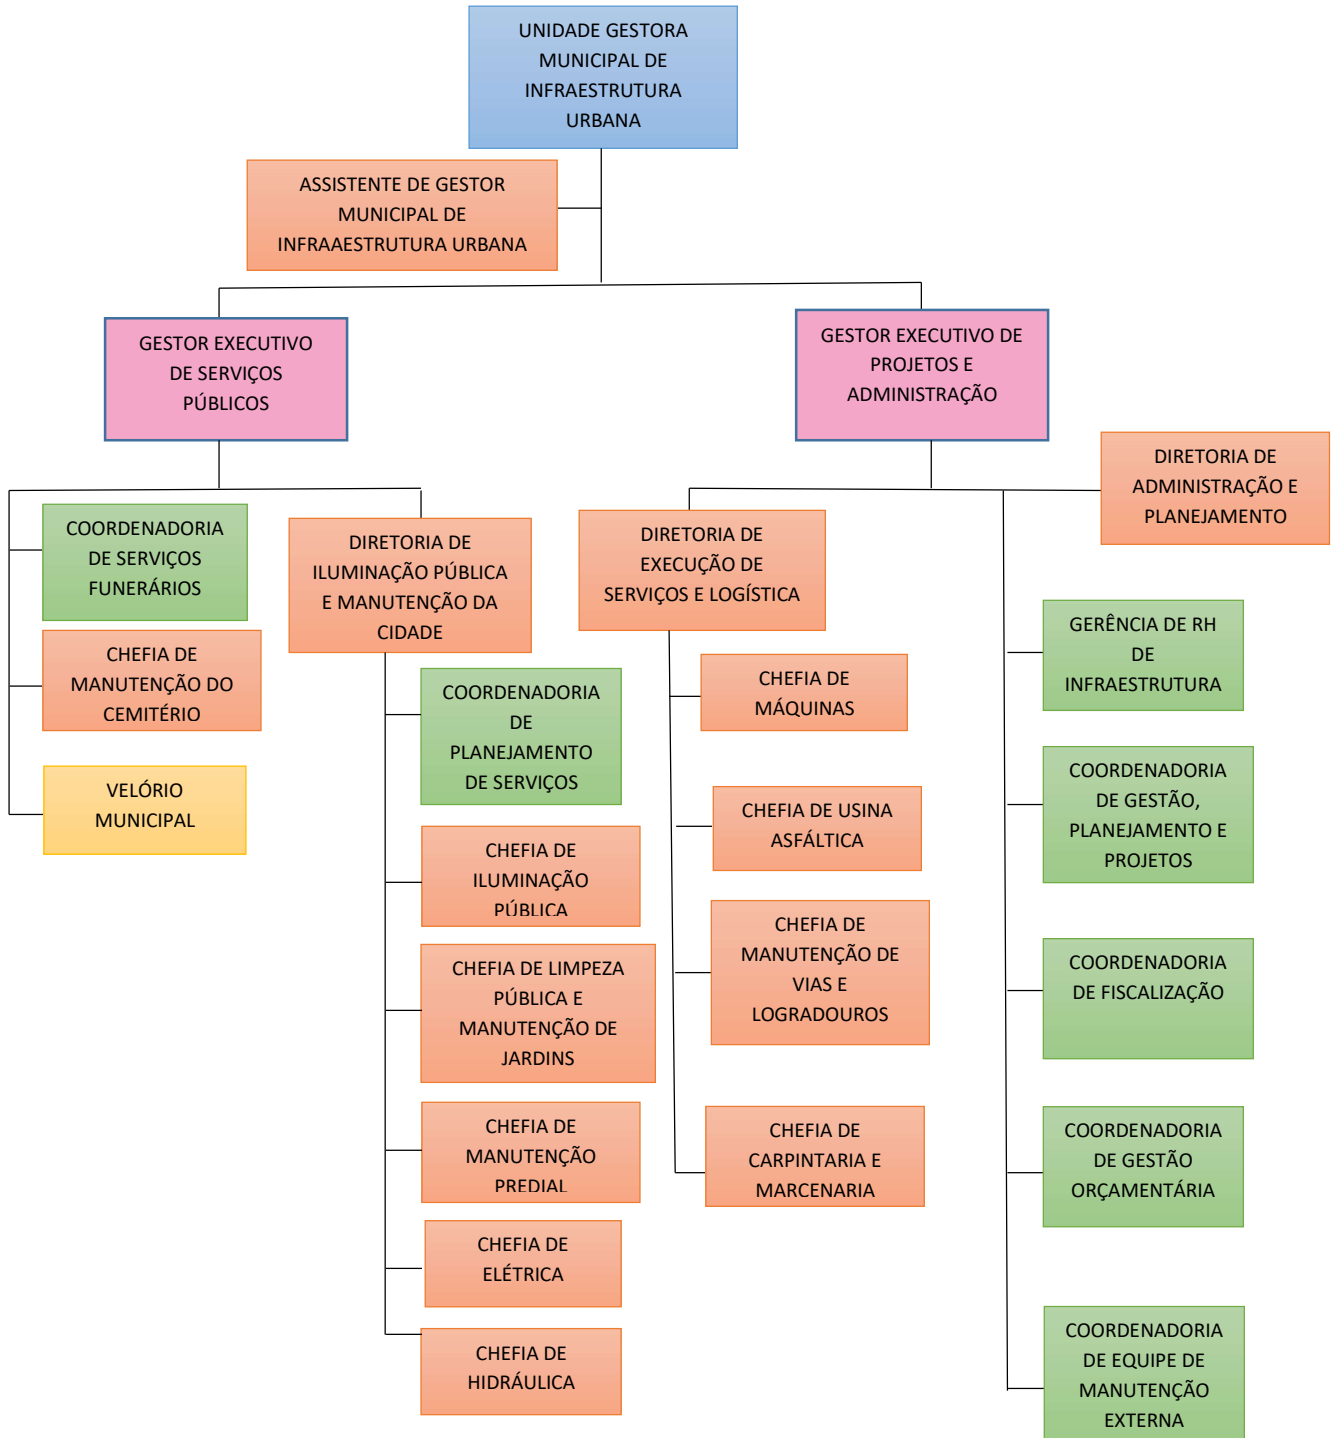 UNIDADE GESTORA
MUNICIPAL DE
INFRAESTRUTURA
URBANA
ASSISTENTE DE GESTOR
MUNICIPAL DE
INFRAAESTRUTURA URBANA
GESTOR EXECUTIVO
DE SERVIÇOS
PÚBLICOS
GESTOR EXECUTIVO DE
PROJETOS E
ADMINISTRAÇÃO
DIRETORIA DE
ADMINISTRAÇÃO E
PLANEJAMENTO
COORDENADORIA
DE SERVIÇOS
FUNERÁRIOS
CHEFIA DE
MANUTENÇÃO DO
CEMITÉRIO
VELÓRIO
MUNICIPAL
DIRETORIA DE
ILUMINAÇÃO PÚBLICA
E MANUTENÇÃO DA
CIDADE
COORDENADORIA
DE
PLANEJAMENTO
DE SERVIÇOS
CHEFIA DE
ILUMINAÇÃO
PÚBLICA
CHEFIA DE LIMPEZA
PÚBLICA E
MANUTENÇÃO DE
JARDINS
CHEFIA DE
MANUTENÇÃO
PREDIAL
CHEFIA DE
ELÉTRICA
CHEFIA DE
HIDRÁULICA
DIRETORIA DE
EXECUÇÃO DE
SERVIÇOS E LOGÍSTICA
CHEFIA DE
MÁQUINAS
CHEFIA DE USINA
ASFÁLTICA
CHEFIA DE
MANUTENÇÃO DE
VIAS E
LOGRADOUROS
CHEFIA DE
CARPINTARIA E
MARCENARIA
GERÊNCIA DE RH
DE
INFRAESTRUTURA
COORDENADORIA
DE GESTÃO,
PLANEJAMENTO E
PROJETOS
COORDENADORIA
DE FISCALIZAÇÃO
COORDENADORIA
DE GESTÃO
ORÇAMENTÁRIA
COORDENADORIA
DE EQUIPE DE
MANUTENÇÃO
EXTERNA